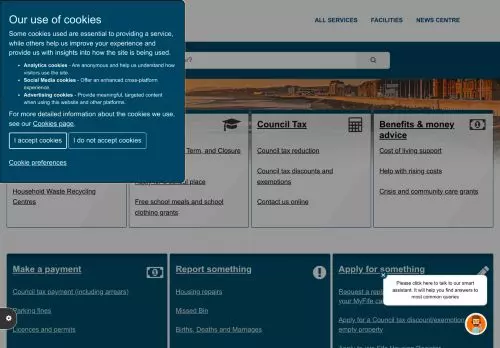 Our use of cookies
Some cookies used are essential to providing a service,
while others help us improve your experience and
provide us with insights into how the site is being used.
Analytics cookies - Are anonymous and help us understand how
visitors use the site.
Social Media cookies - Offer an enhanced cross-platform
experience.
Advertising cookies - Provide meaningful, targeted content
when using this website and other platforms.
For more detailed information about the cookies we use,
see our Cookies page.
I accept cookies
I do not accept cookies
Cookie preferences
ALL SERVICES
FACILITIES
NEWS CENTRE
Household Waste Recycling
Centres
Term, and Closure
place
Free school meals and school
clothing grants
Council Tax
Council tax reduction
Council tax discounts and
exemptions
Contact us online
Benefits & money
advice
Cost of living support
Help with rising costs
Crisis and community care grants
Make a payment
Council tax payment (including arrears)
Parking fines
Licences and permits
Report something
Housing repairs
Missed Bin
Births, Deaths and Marriages
Apply for something
Request a
your MyFife
Apply for a Council tax discount/exemption
empty property
Please click here to talk to our smart
assistant. It will help you find answers to
most common queries